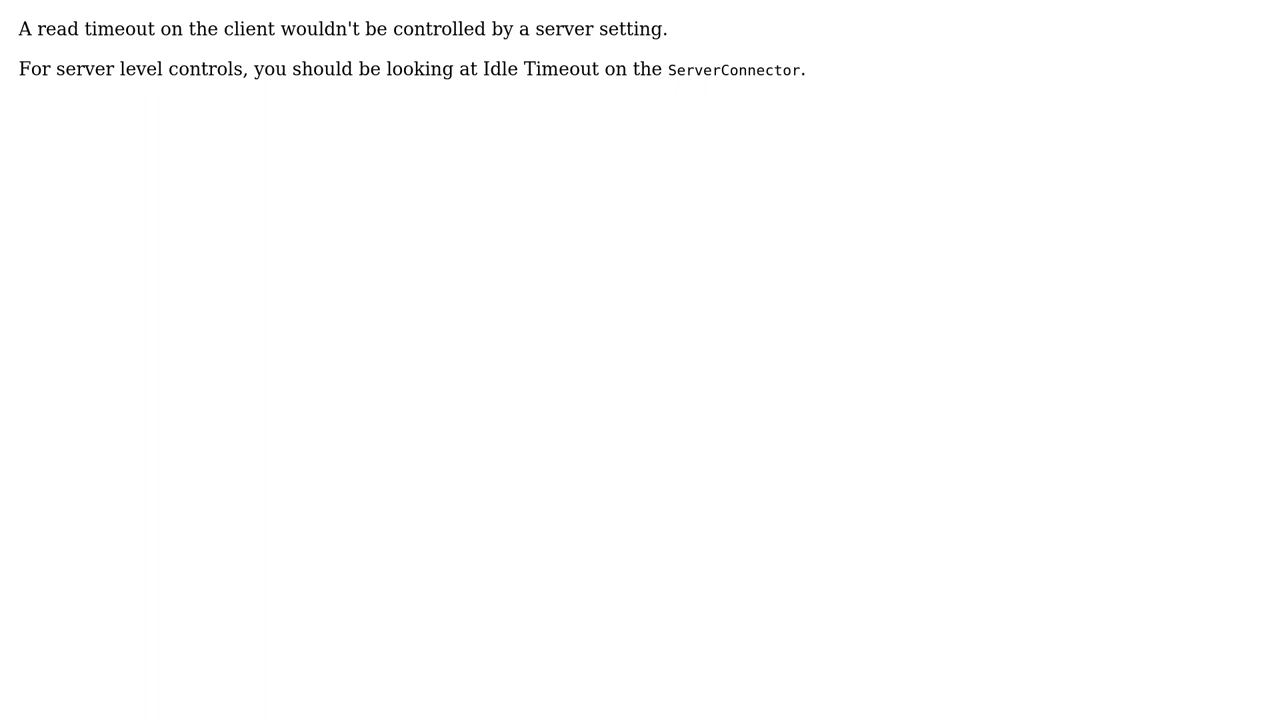 A read timeout on the client wouldn't be controlled by a server setting.
For server level controls, you should be looking at Idle Timeout on the ServerConnector.